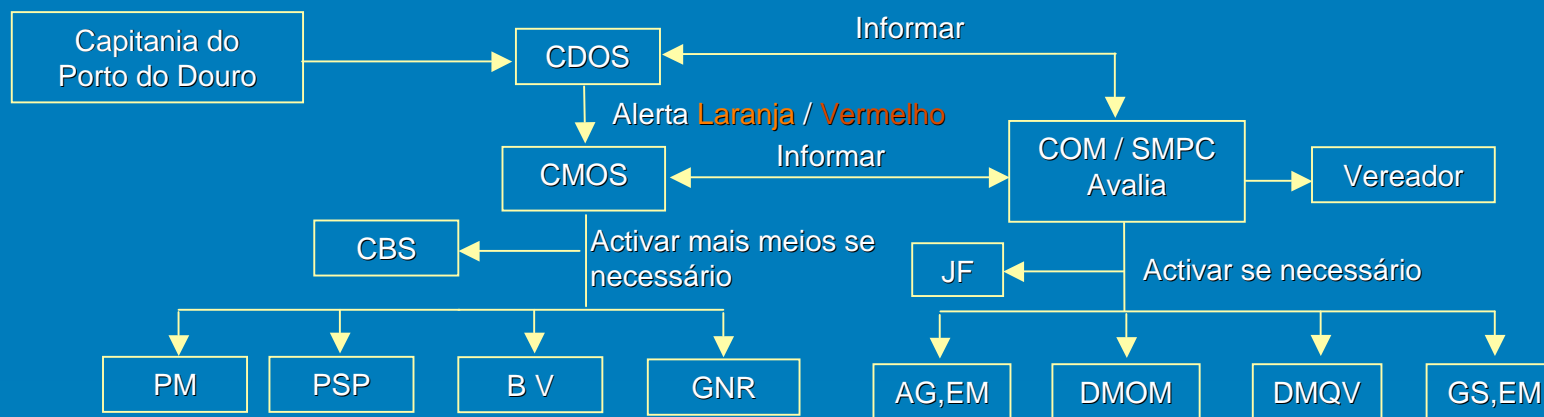 Capitania do
Porto do Douro
CDOS
Informar
Alerta Laranja / Vermelho
CMOS
Informar
COM / SMPC
Avalia
Vereador
CBS
Activar mais meios se
necessário
JF
Activar se necessário
PM
PSP
B V
GNR
AG,EM
DMOM
DMQV
GS,EM